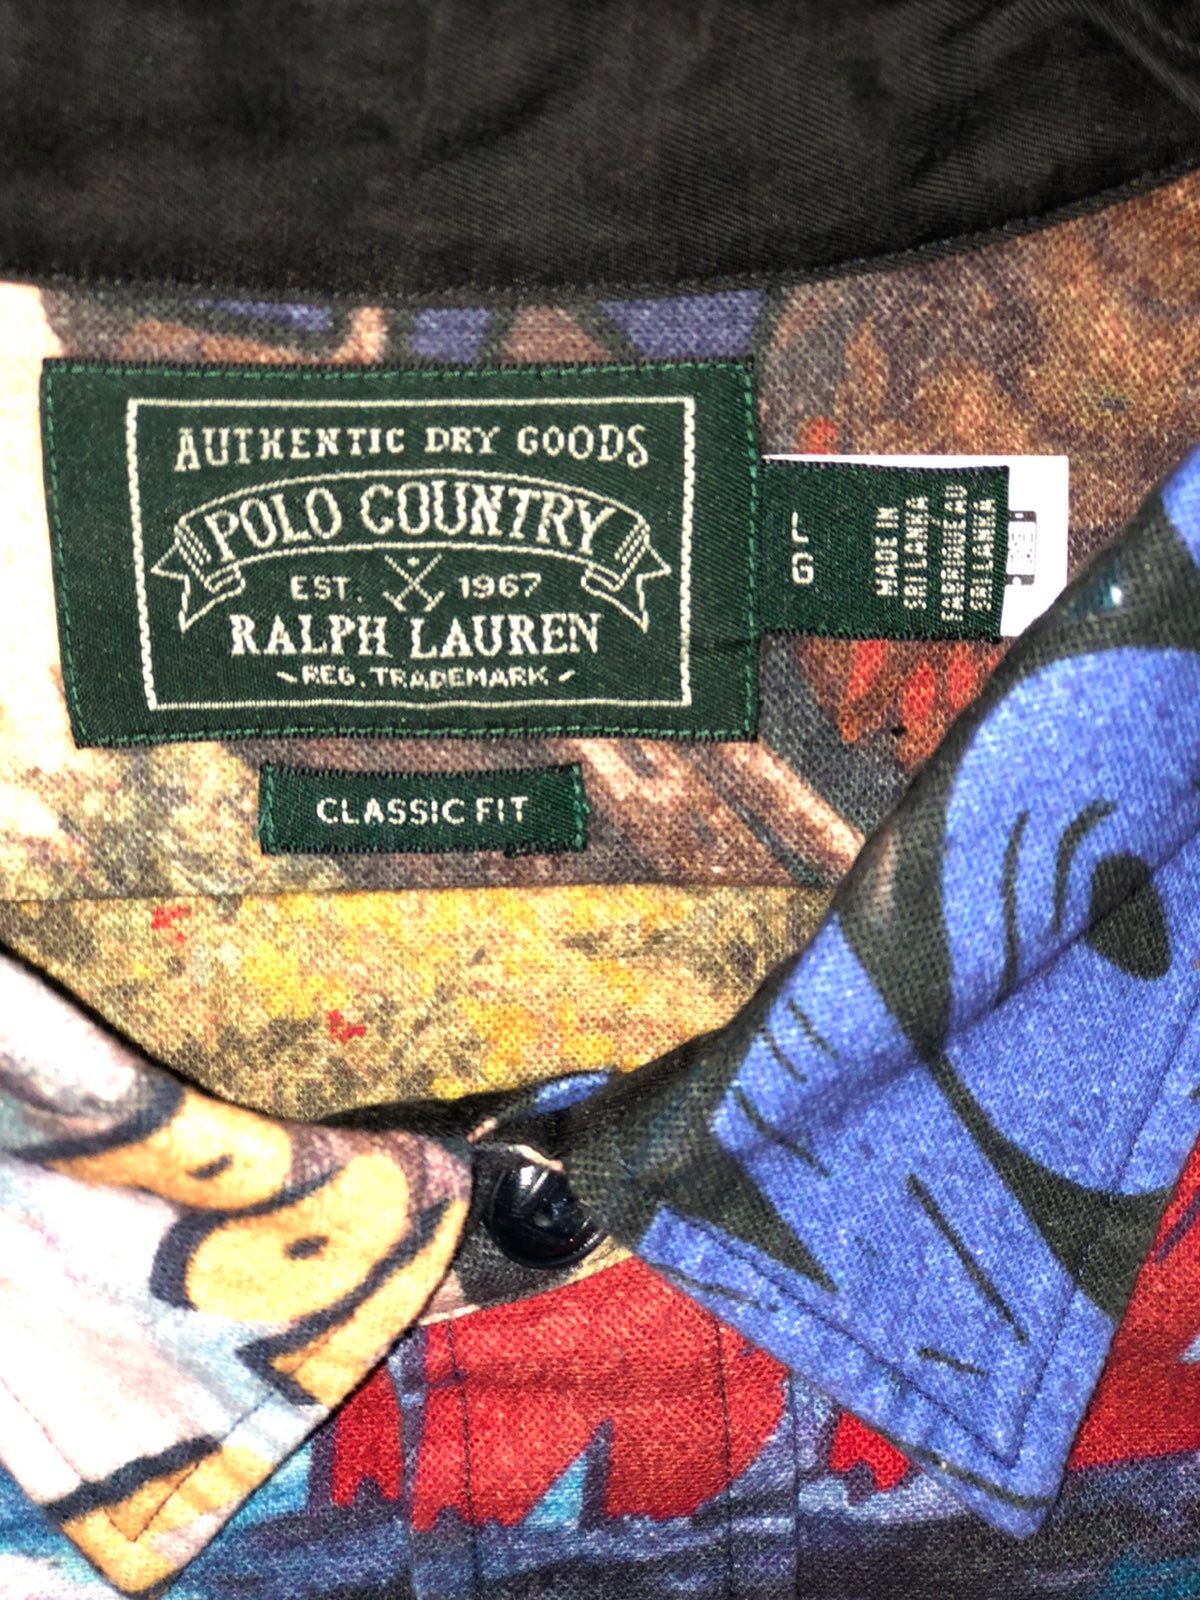 AUTHENTIC DRY GOODS
POLO COUNTRY
EST. 1967
RALPH LAUREN
REG. TRADEMARK
CLASSIC FIT
L
G
MADE IN
SRI LANKA
FABRIQUE AU
SRI LANKA